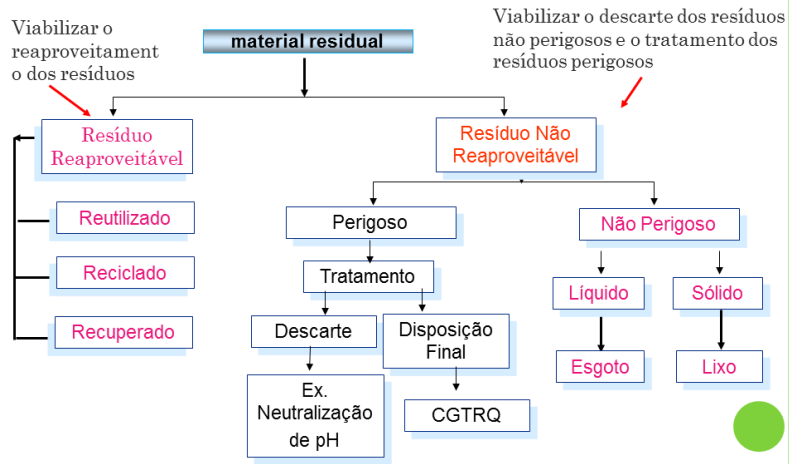 Viabilizar o
reaproveitament
o dos resíduos
material residual
Viabilizar o descarte dos resíduos
não perigosos e o tratamento dos
resíduos perigosos
Resíduo
Reaproveitável
Resíduo Não
Reaproveitável
Reutilizado
Reciclado
Recuperado
Perigoso
Não Perigoso
Tratamento
Líquido
Sólido
Descarte
Disposição
Final
Esgoto
Lixo
Ex.
Neutralização
de pH
CGTRQ